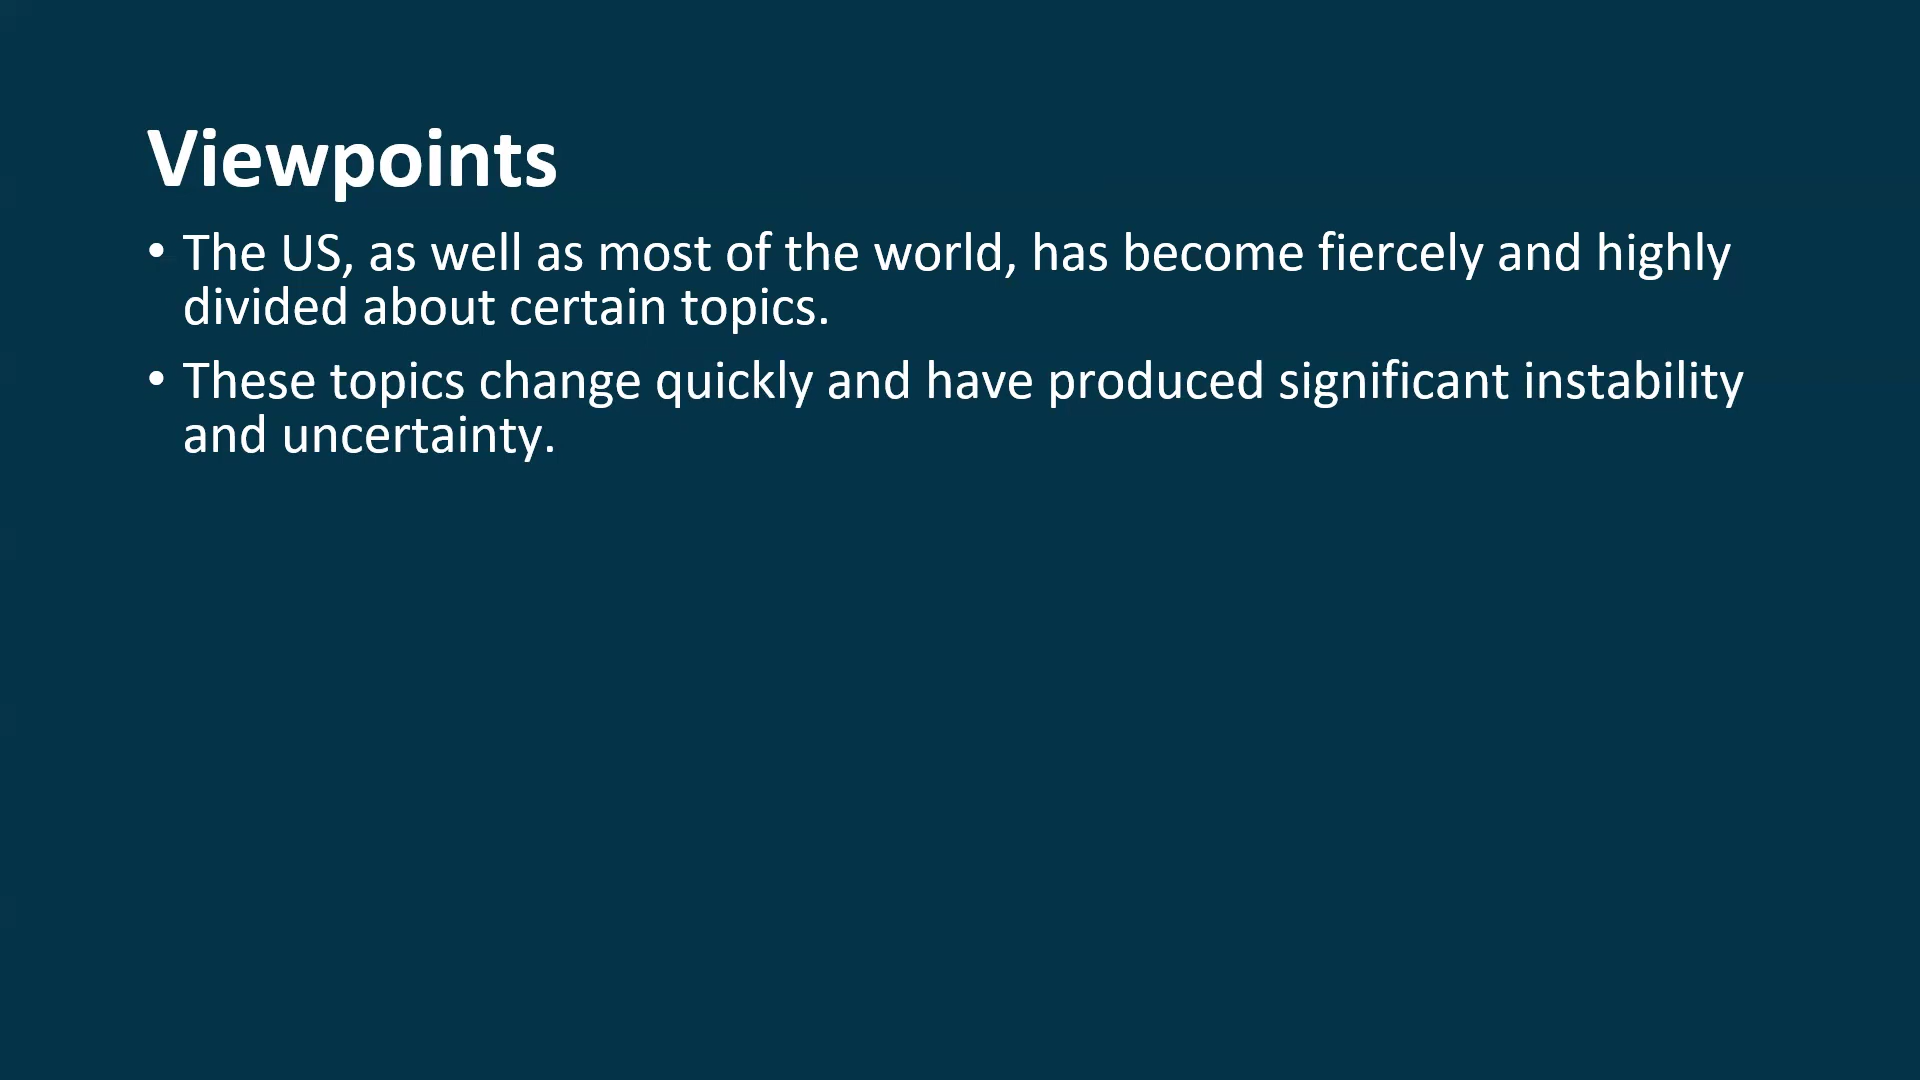 Viewpoints
• The US, as well as most of the world, has become fiercely and highly
divided about certain topics.
• These topics change quickly and have produced significant instability
and uncertainty.